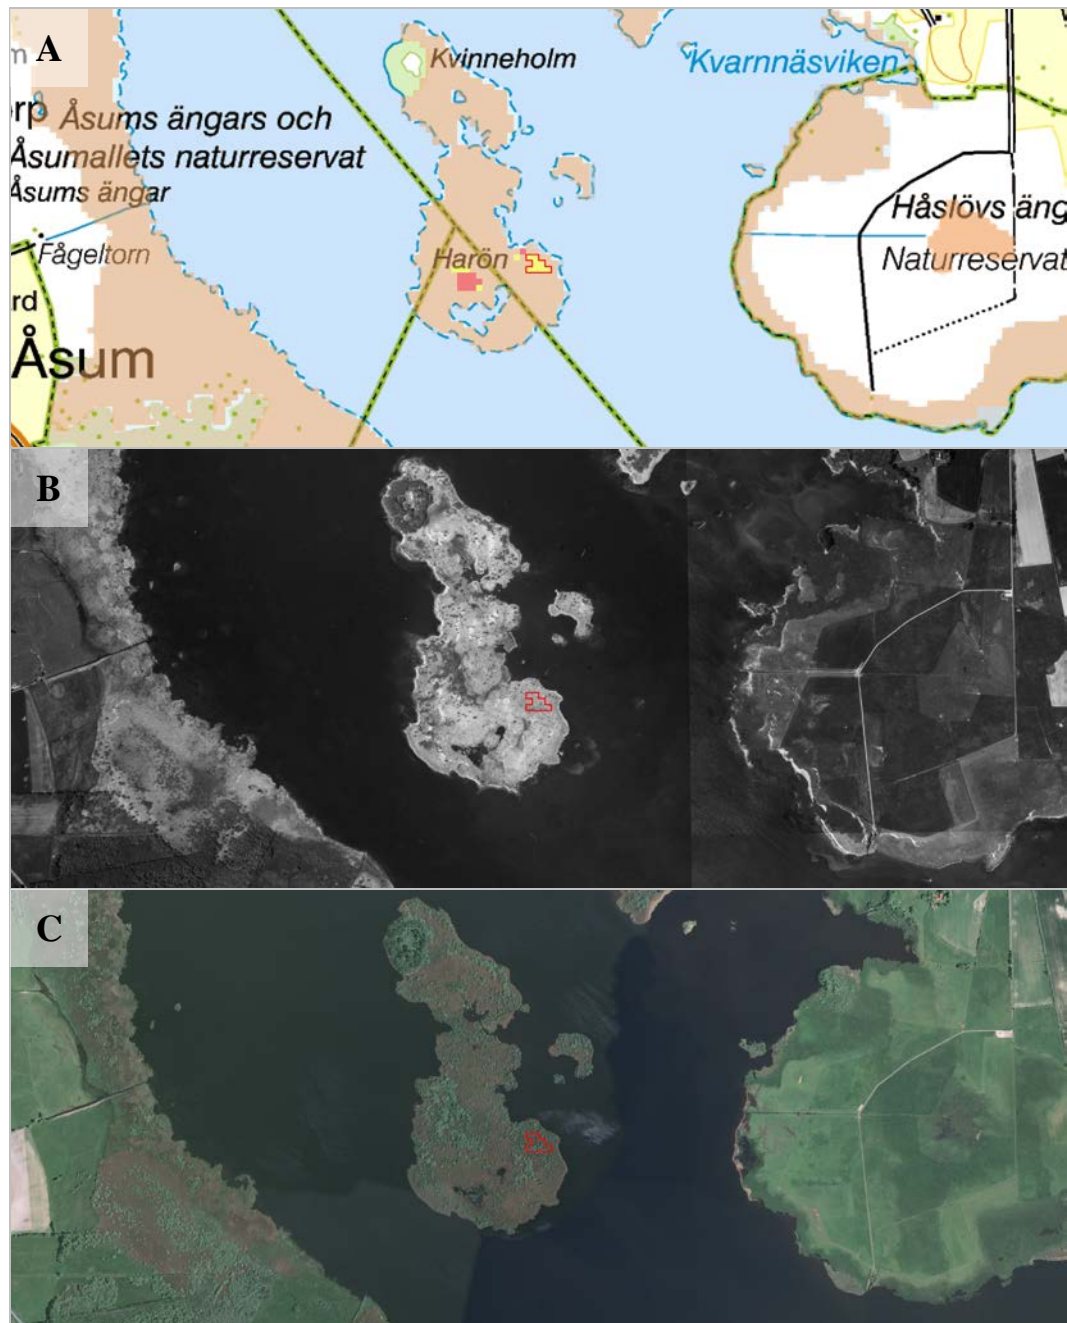 A
m
Kvinneholm
Kvarnnäsviken
rp Åsums ängars och
Åsumallets naturreservat
Åsums ängar
Håslövs äng
Fågeltorn
Harön
Naturreservat
rd
Åsum
B
C